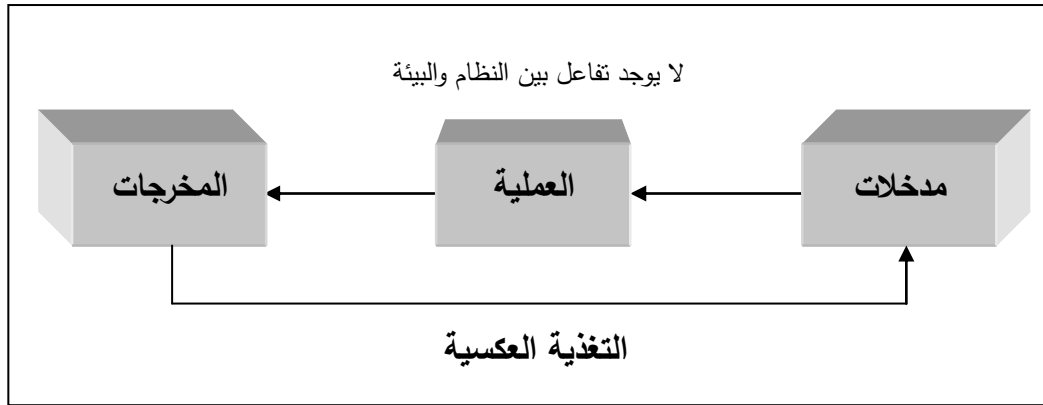 لا يوجد تفاعل بين النظام والبيئة
مدخلات
العملية
المخرجات
التغذية العكسية